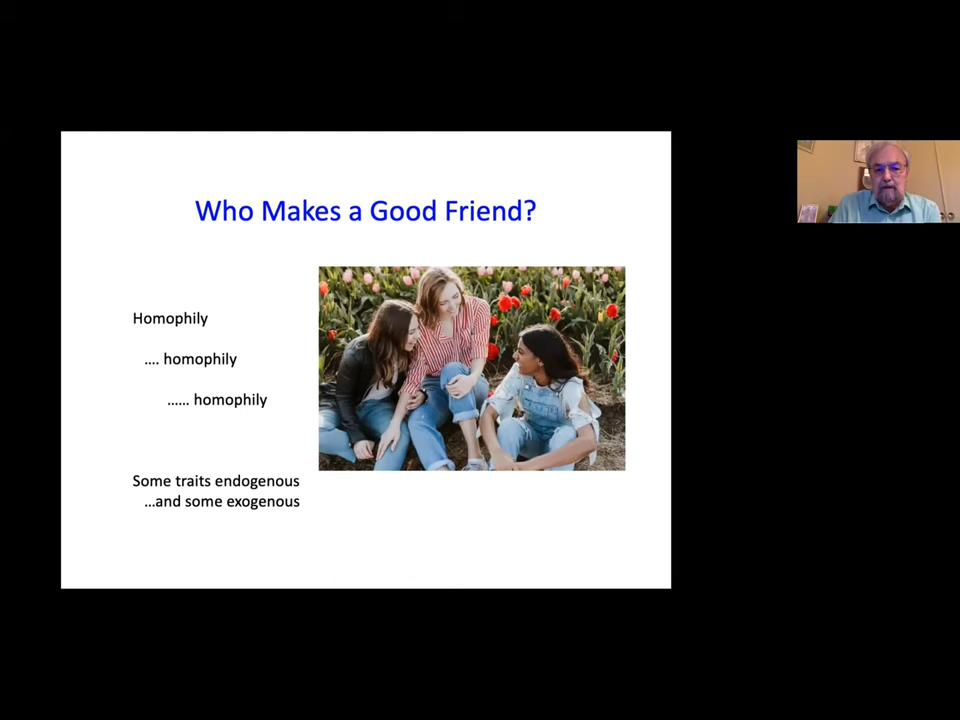 Who Makes a Good Friend?
Homophily
.... homophily
...... homophily
Some traits endogenous
...and some exogenous